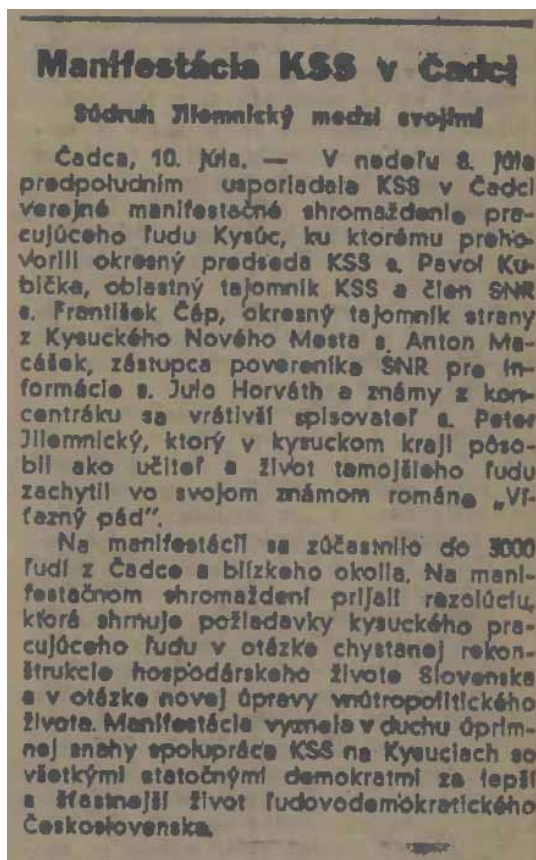 Manifestácia KSS v Čadci
Súdruh Jilemnický medzi svojimi
Čadca, 10. júla. — V nedeľu 8. júla
predpoludním usporiadala KSS v Čadci
verejné manifestačné shromaždenie pra-
cujúceho ľudu Kysúc, ku ktorému preho-
vorili okresný predseda KSS s. Pavol Ku-
bička, oblastný tajomník KSS a člen SNR
s. František Čáp, okresný tajomník strany
z Kysuckého Nového Mesta s. Anton Ma-
cášek, zástupca povereníka SNR pre in-
formácie s. Julo Horváth a známy z kon-
centráku sa vrátivší spisovateľ s. Peter
Jilemnický, ktorý v kysuckom kraji pôso-
bil ako učiteľ a život tamojšieho ľudu
zachytil vo svojom známom románe „Ví-
ťazný pád".
Na manifestácii sa zúčastnilo do 3000
ľudí z Čadce a blízkeho okolia. Na mani-
festačnom shromaždení prijali rezolúciu,
ktorá shrnuje požiadavky kysuckého pra-
cujúceho ľudu v otázke chystanej rekon-
štrukcie hospodárskeho života Slovenska
a v otázke novej úpravy vnútropolitického
života. Manifestácia vyznela v duchu úprim-
nej snahy spolupráce KSS na Kysuciach so
všetkými statočnými demokratmi za lepší
a šťastnejší život ľudovodemokratického
Československa.